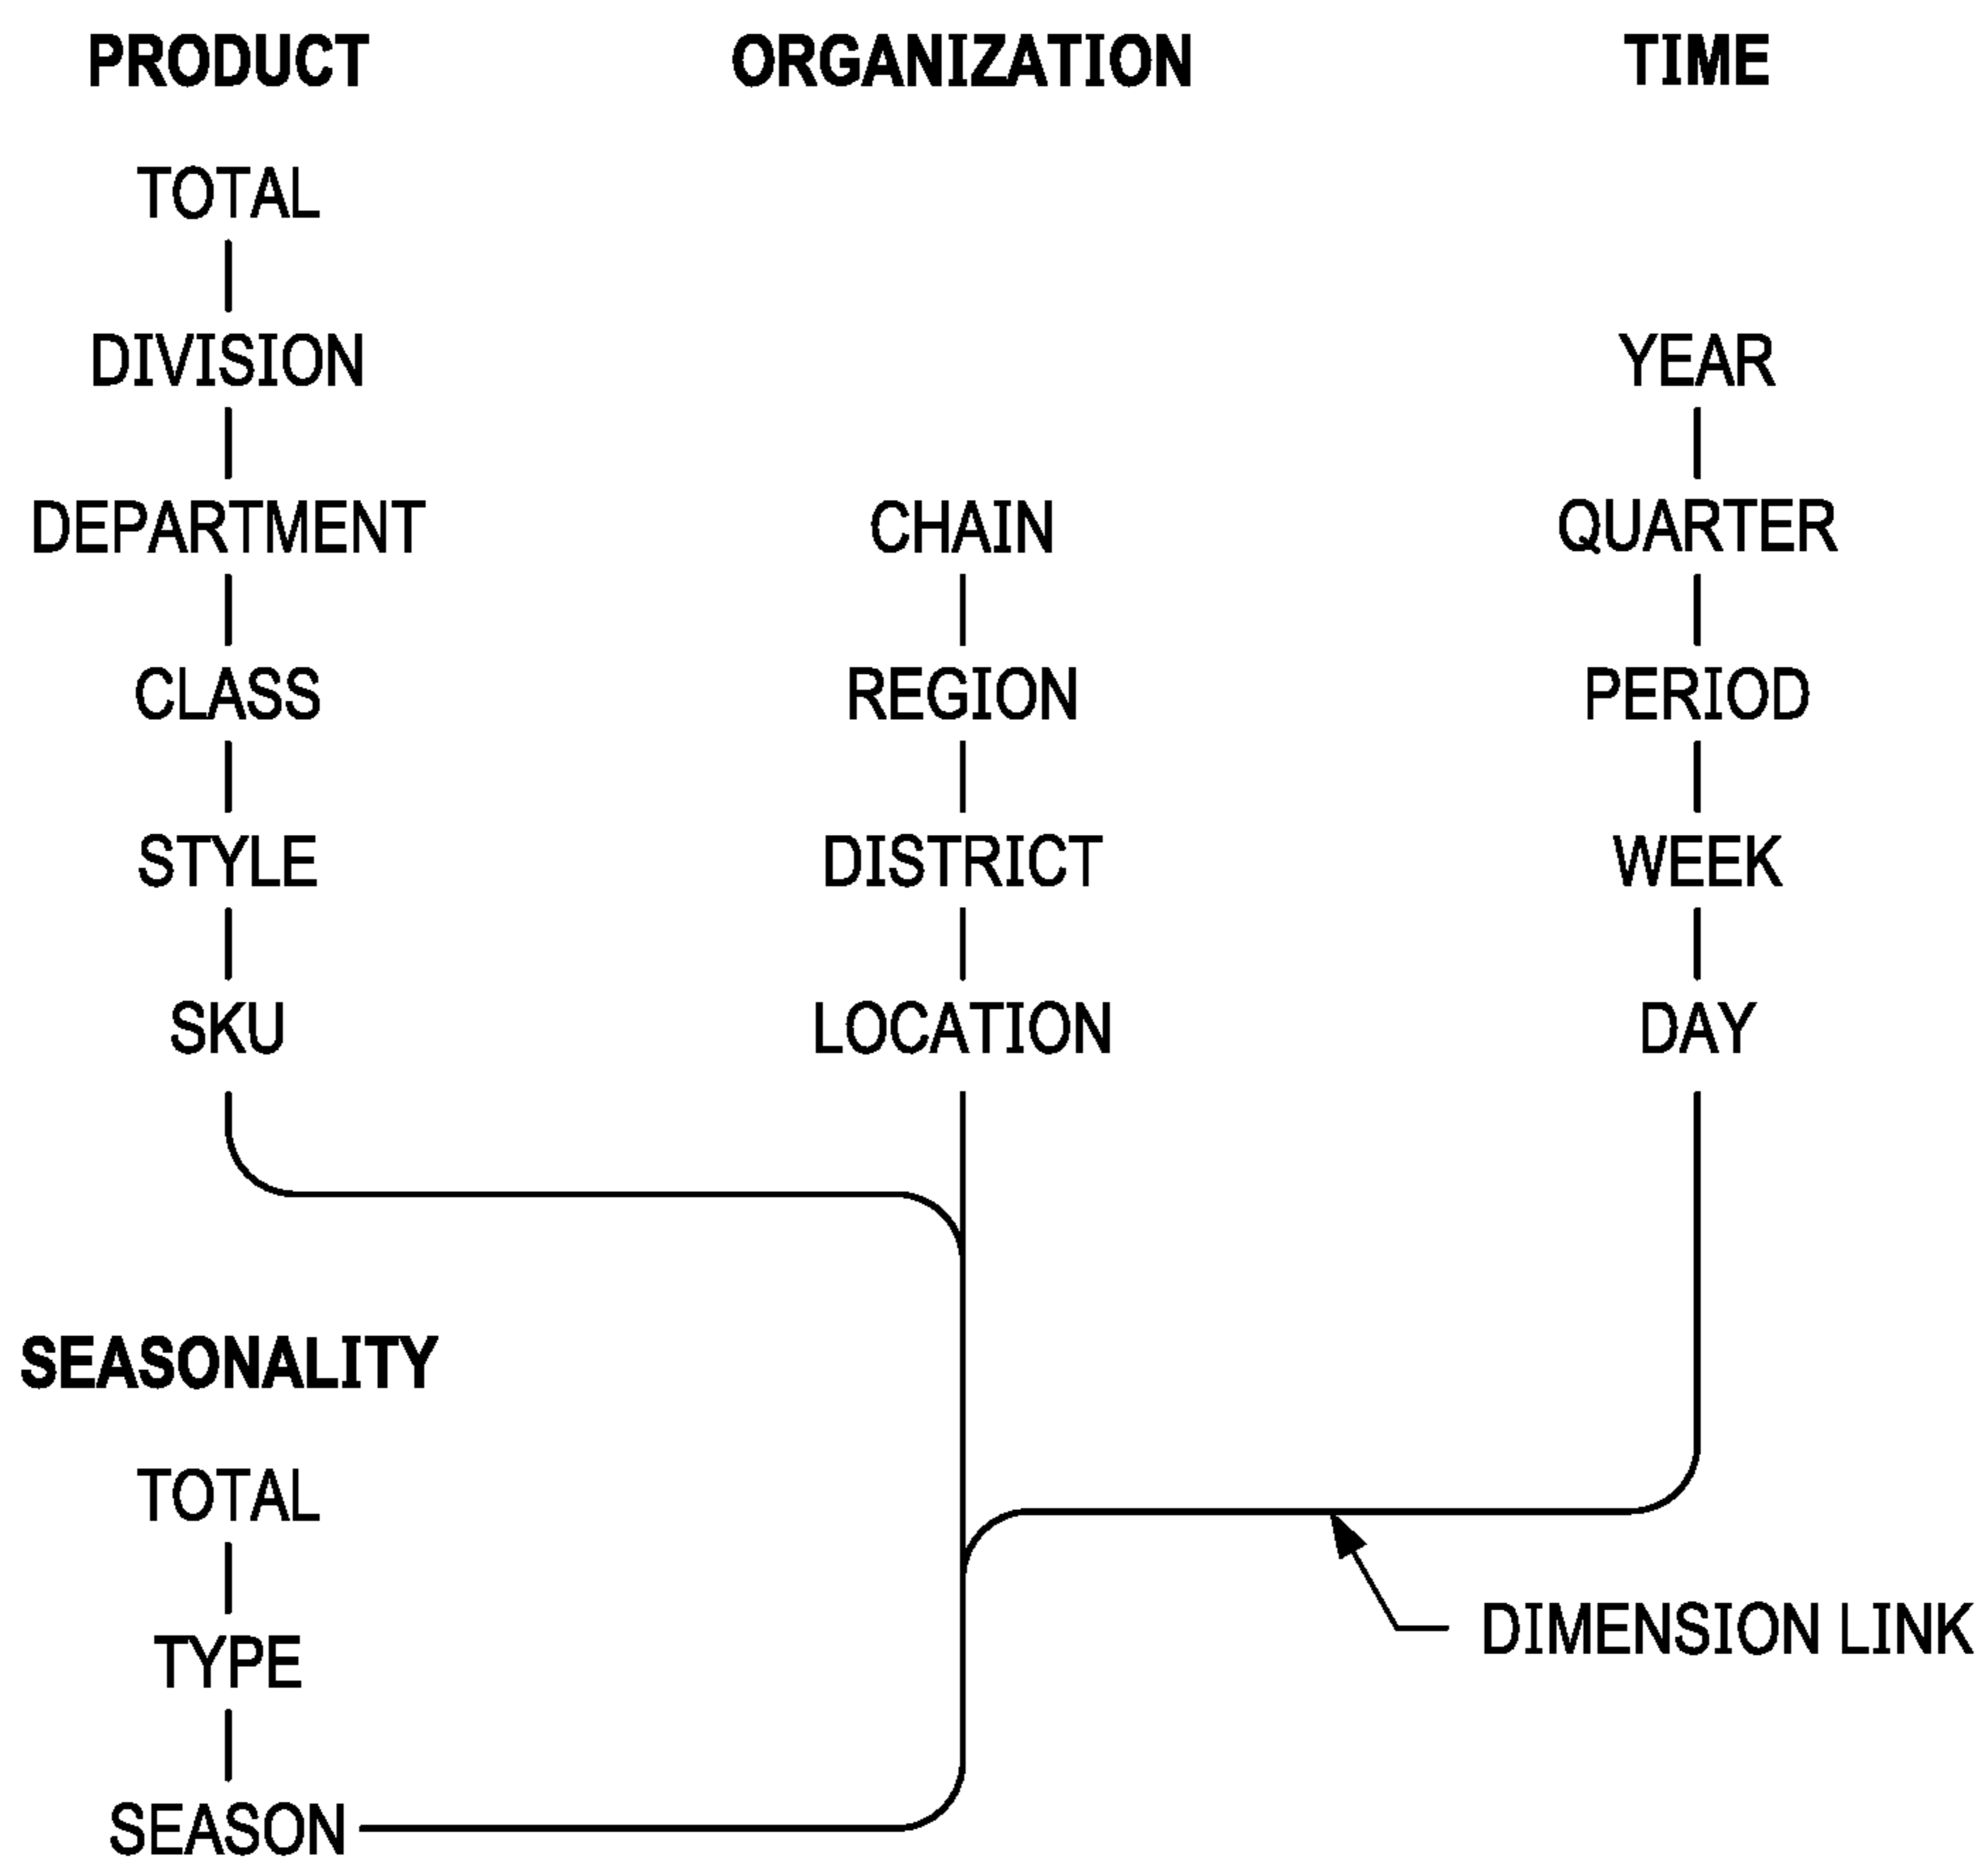 PRODUCT ORGANIZATION TIME
TOTAL
DIVISION YEAR
DEPARTMENT CHAIN QUARTER
CLASS REGION PERIOD
STYLE DISTRICT WEEK
SKU LOCATION DAY
SEASONALITY
TOTAL
DIMENSION LINK
TYPE
SEASON